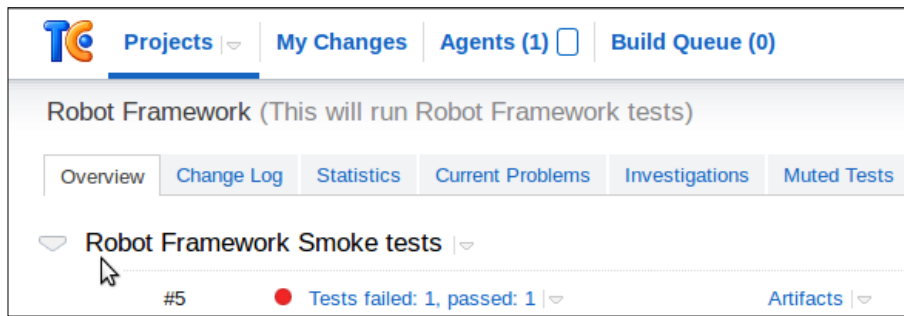 TC Projects My Changes Agents (1) Build Queue (0)
Robot Framework (This will run Robot Framework tests)
Overview Change Log Statistics Current Problems Investigations Muted Tests
Robot Framework Smoke tests
#5 Tests failed: 1, passed: 1 Artifacts